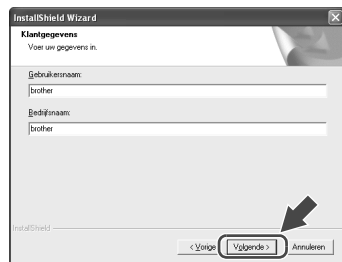 InstallShield Wizard
Klantgegevens
Voer uw gegevens in.
Gebruikersnaam:
brother
Bedrijfsnaam:
brother
InstallShield
< Vorige
Volgende >
Annuleren